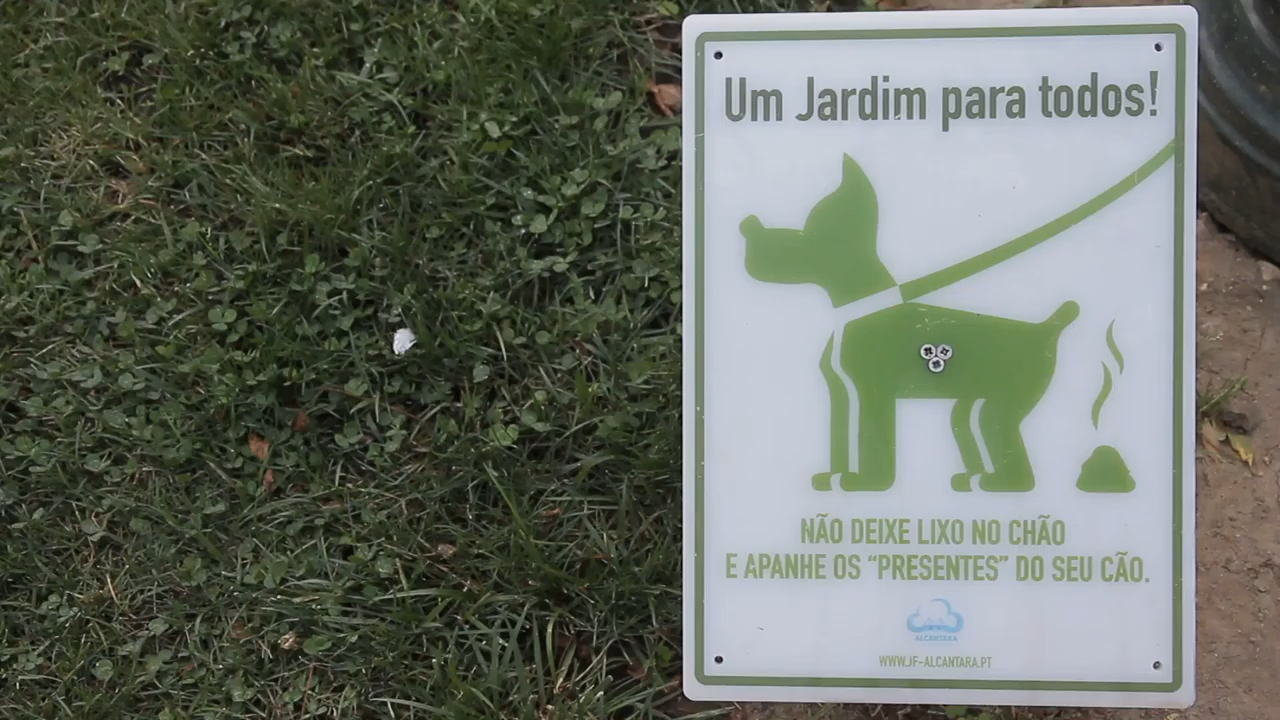 Um Jardim para todos!
NÃO DEIXE LIXO NO CHÃO
E APANHE OS “PRESENTES” DO SEU CÃO.
ALCÂNTARA
WWW.JF-ALCANTARA.PT